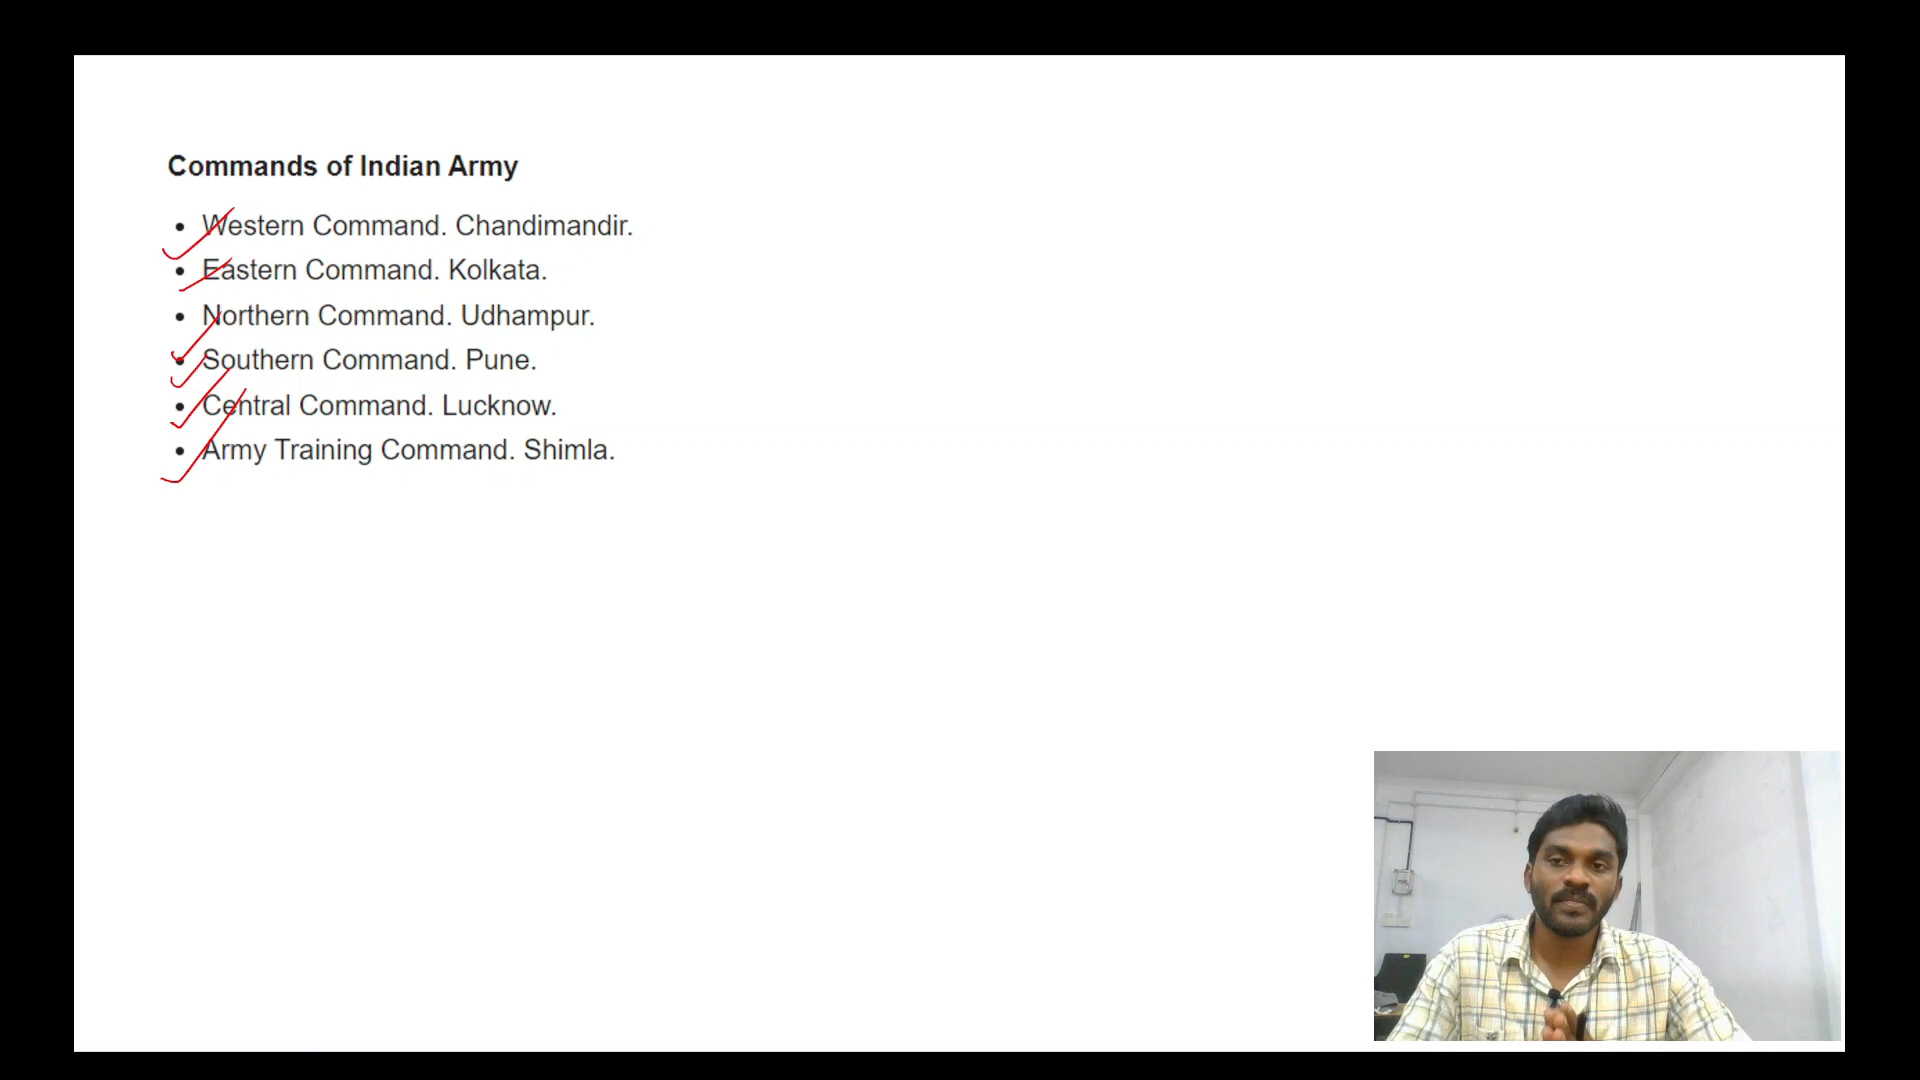 Commands of Indian Army
• Western Command. Chandimandir.
• Eastern Command. Kolkata.
• Northern Command. Udhampur.
• Southern Command. Pune.
• Central Command. Lucknow.
• Army Training Command. Shimla.